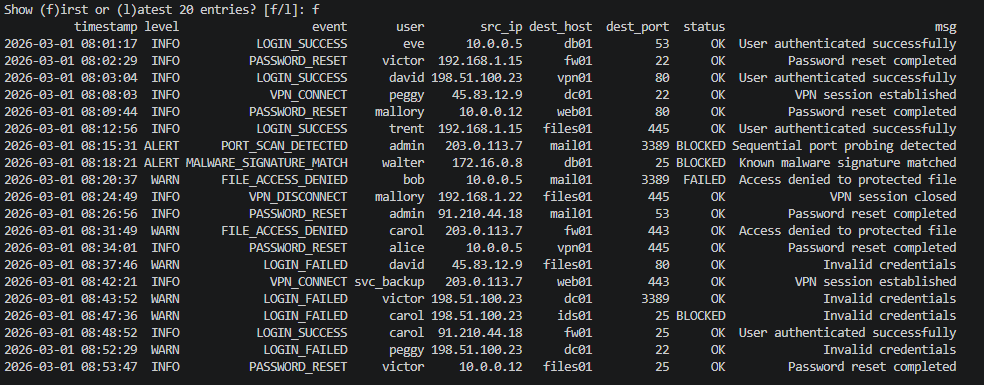 Show (f)irst or (l)atest 20 entries? [f/l]: f
timestamp level event user src_ip dest_host dest_port status msg
2026-03-01 08:01:17 INFO LOGIN_SUCCESS eve 10.0.0.5 db01 53 OK User authenticated successfully
2026-03-01 08:02:29 INFO PASSWORD_RESET victor 192.168.1.15 fw01 22 OK Password reset completed
2026-03-01 08:03:04 INFO LOGIN_SUCCESS david 198.51.100.23 vpn01 80 OK User authenticated successfully
2026-03-01 08:08:03 INFO VPN_CONNECT peggy 45.83.12.9 dc01 22 OK VPN session established
2026-03-01 08:09:44 INFO PASSWORD_RESET mallory 10.0.0.12 web01 80 OK Password reset completed
2026-03-01 08:12:56 INFO LOGIN_SUCCESS trent 192.168.1.15 files01 445 OK User authenticated successfully
2026-03-01 08:15:31 ALERT PORT_SCAN_DETECTED admin 203.0.113.7 mail01 3389 BLOCKED Sequential port probing detected
2026-03-01 08:18:21 ALERT MALWARE_SIGNATURE_MATCH walter 172.16.0.8 db01 25 BLOCKED Known malware signature matched
2026-03-01 08:20:37 WARN FILE_ACCESS_DENIED bob 10.0.0.5 mail01 3389 FAILED Access denied to protected file
2026-03-01 08:24:49 INFO VPN_DISCONNECT mallory 192.168.1.22 files01 445 OK VPN session closed
2026-03-01 08:26:56 INFO PASSWORD_RESET admin 91.210.44.18 mail01 53 OK Password reset completed
2026-03-01 08:31:49 WARN FILE_ACCESS_DENIED carol 203.0.113.7 fw01 443 OK Access denied to protected file
2026-03-01 08:34:01 INFO PASSWORD_RESET alice 10.0.0.5 vpn01 445 OK Password reset completed
2026-03-01 08:37:46 WARN LOGIN_FAILED david 45.83.12.9 files01 80 OK Invalid credentials
2026-03-01 08:42:21 INFO VPN_CONNECT svc_backup 203.0.113.7 web01 443 OK VPN session established
2026-03-01 08:43:52 WARN LOGIN_FAILED victor 198.51.100.23 dc01 3389 OK Invalid credentials
2026-03-01 08:47:36 WARN LOGIN_FAILED carol 198.51.100.23 ids01 25 BLOCKED Invalid credentials
2026-03-01 08:48:52 INFO LOGIN_SUCCESS carol 91.210.44.18 fw01 25 OK User authenticated successfully
2026-03-01 08:52:29 WARN LOGIN_FAILED peggy 198.51.100.23 dc01 22 OK Invalid credentials
2026-03-01 08:53:47 INFO PASSWORD_RESET victor 10.0.0.12 files01 25 OK Password reset completed